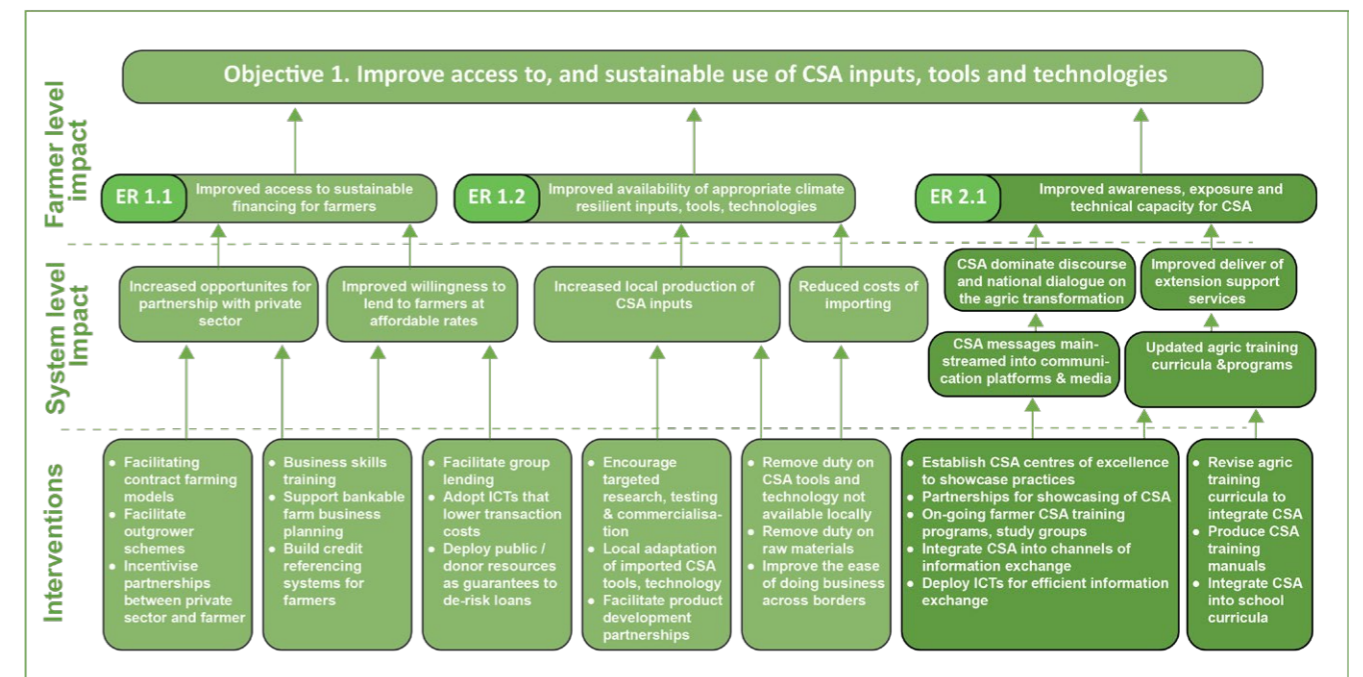 Objective 1. Improve access to, and sustainable use of CSA inputs, tools and technologies
Farmer level
impact
ER 1.1
Improved access to sustainable
financing for farmers
ER 1.2
Improved availability of appropriate climate
resilient inputs, tools, technologies
ER 2.1
Improved awareness, exposure and
technical capacity for CSA
System level
Impact
Increased opportunites for
partnership with private
sector
Improved willingness to
lend to farmers at
affordable rates
Increased local production of
CSA inputs
Reduced costs of
importing
CSA dominate discourse
and national dialogue on
the agric transformation
Improved deliver of
extension support
services
CSA messages main-
streamed into communi-
cation platforms & media
Updated agric training
curricula &programs
Interventions
• Facilitating
contract farming
models
• Facilitate
outgrower
schemes
• Incentivise
partnerships
between private
sector and farmer
• Business skills
training
• Support bankable
farm business
planning
• Build credit
referencing
systems for
farmers
• Facilitate group
lending
• Adopt ICTs that
lower transaction
costs
• Deploy public /
donor resources
as guarantees to
de-risk loans
• Encourage
targeted
research, testing
& commercialisa-
tion
• Local adaptation
of imported CSA
tools, technology
• Facilitate product
development
partnerships
• Remove duty on
CSA tools and
technology not
available locally
• Remove duty on
raw materials
• Improve the ease
of doing business
across borders
• Establish CSA centres of excellence
to showcase practices
• Partnerships for showcasing of CSA
• On-going farmer CSA training
programs, study groups
• Integrate CSA into channels of
information exchange
• Deploy ICTs for efficient information
exchange
• Revise agric
training
curricula to
integrate CSA
• Produce CSA
training
manuals
• Integrate CSA
into school
curricula